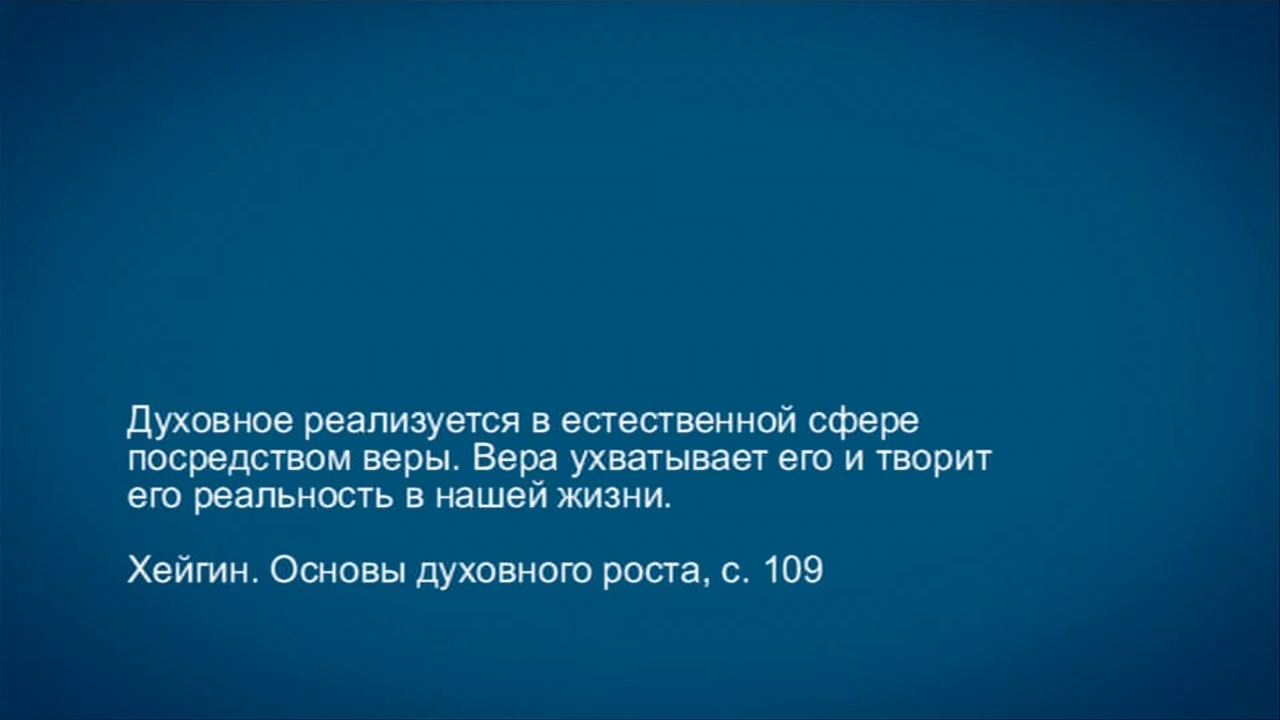 Духовное реализуется в естественной сфере
посредством веры. Вера ухватывает его и творит
его реальность в нашей жизни.
Хейгин. Основы духовного роста, с. 109